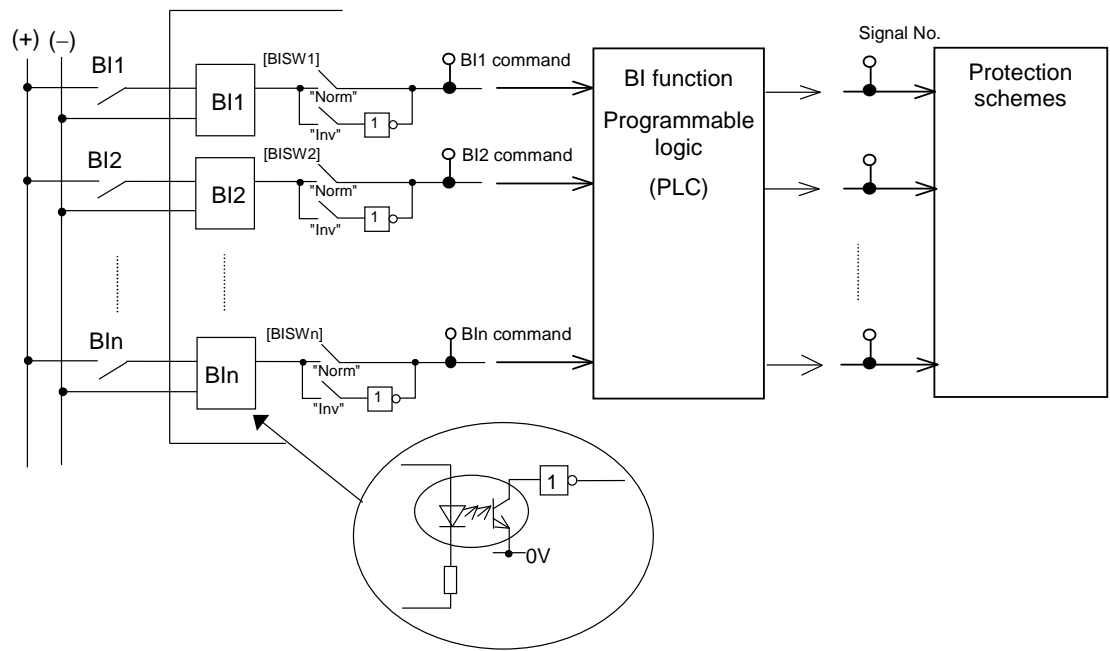 (+) (–)
Signal No.
BI1
[BISW1]
BI1 command
BI1
"Norm"
"Inv"
1
BI function
Programmable
logic
(PLC)
Protection
schemes
BI2
[BISW2]
BI2 command
BI2
"Norm"
"Inv"
1
BIn
[BISWn]
BIn command
BIn
"Norm"
"Inv"
1
1
0V